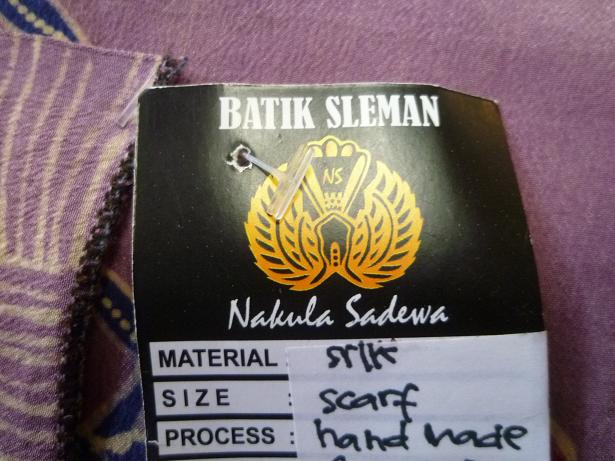 BATIK SLEMAN
NS
Nakula Sadewa
MATERIAL silk
SIZE : scarf
PROCESS : hand made